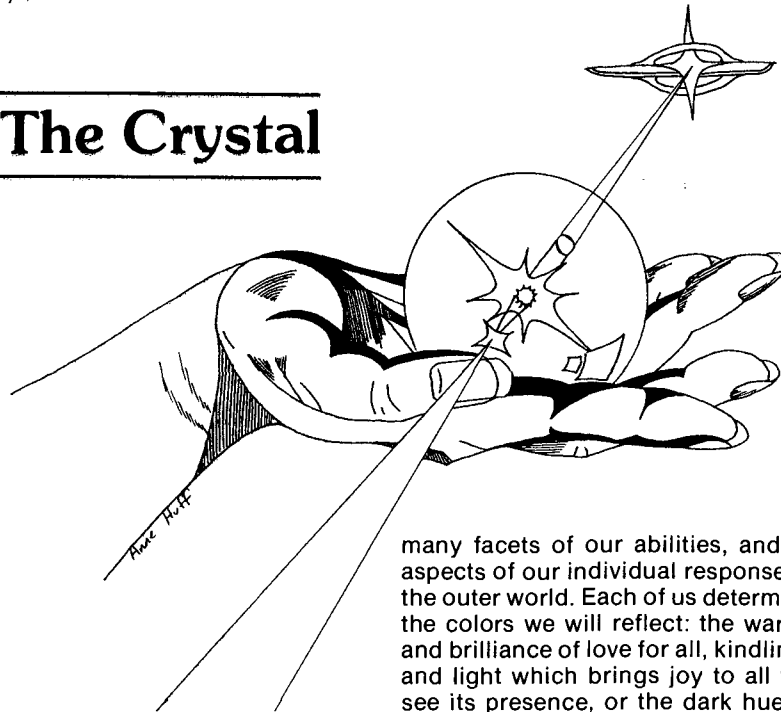 The Crystal
Anne Huff
many facets of our abilities, and
aspects of our individual response
the outer world. Each of us determ
the colors we will reflect: the war
and brilliance of love for all, kindlin
and light which brings joy to all
see its presence, or the dark hue